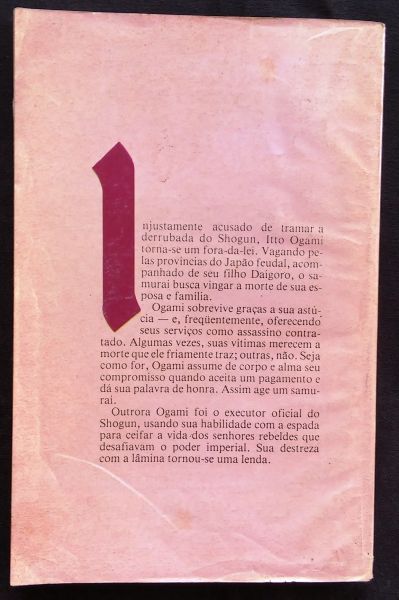 Injustamente acusado de tramar a
derrubada do Shogun, Itto Ogami
torna-se um fora-da-lei. Vagando pe-
las províncias do Japão feudal, acom-
panhado de seu filho Daigoro, o sa-
murai busca vingar a morte de sua es-
posa e família.
Ogami sobrevive graças a sua astú-
cia — e, freqüentemente, oferecendo
seus serviços como assassino contra-
tado. Algumas vezes, suas vítimas merecem a
morte que ele friamente traz; outras, não. Seja
como for, Ogami assume de corpo e alma seu
compromisso quando aceita um pagamento e
dá sua palavra de honra. Assim age um samu-
rai.
Outrora Ogami foi o executor oficial do
Shogun, usando sua habilidade com a espada
para ceifar a vida dos senhores rebeldes que
desafiavam o poder imperial. Sua destreza
com a lâmina tornou-se uma lenda.